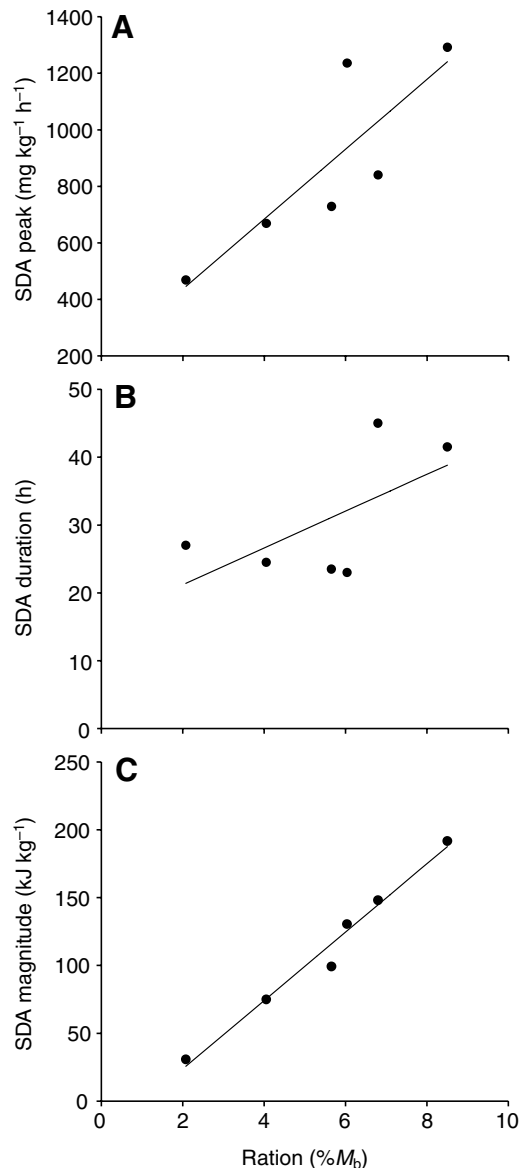 A
1400
1200
1000
800
600
400
200
SDA peak (mg kg⁻¹ h⁻¹)
B
50
40
30
20
10
0
SDA duration (h)
C
250
200
150
100
50
0
SDA magnitude (kJ kg⁻¹)
0 2 4 6 8 10
Ration (%M_b)